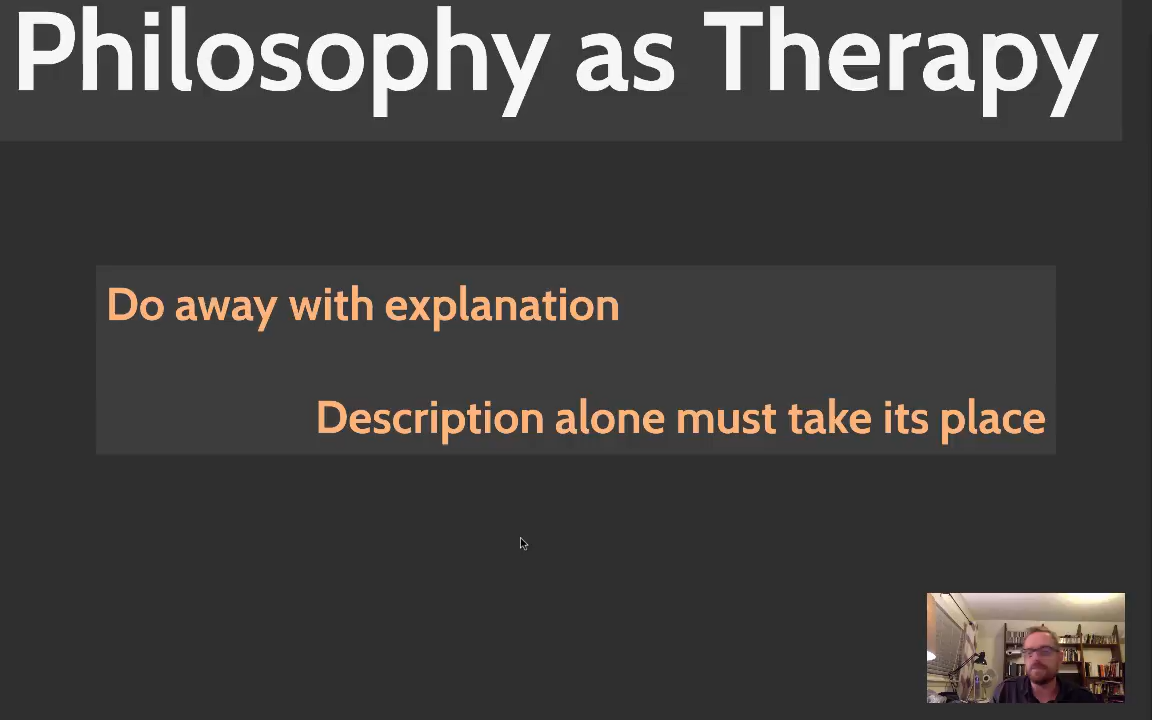 Philosophy as Therapy
Do away with explanation
Description alone must take its place